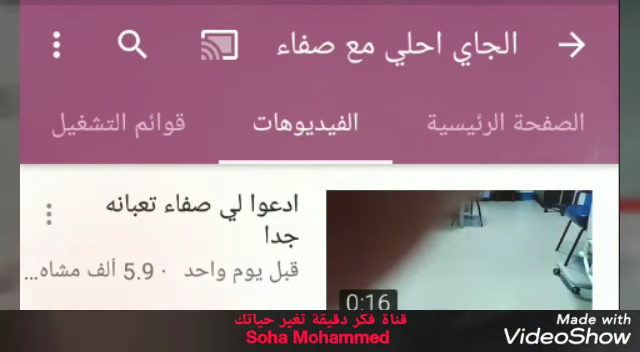 الجاي احلي مع صفاء
الصفحة الرئيسية
الفيديوهات
قوائم التشغيل
ادعوا لي صفاء تعبانه
جدا
قبل يوم واحد · 5.9 ألف مشاه...
0:16
قناة فكر دقيقة تغير حياتك
Soha Mohammed
Made with
VideoShow